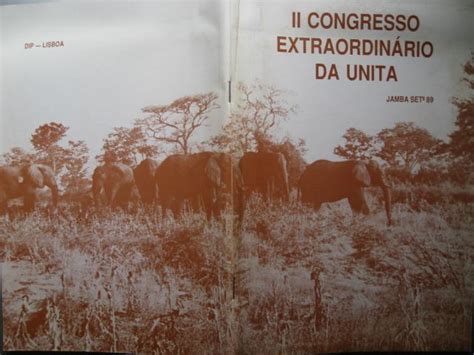 DIP — LISBOA
II CONGRESSO
EXTRAORDINÁRIO
DA UNITA
JAMBA SETº 89